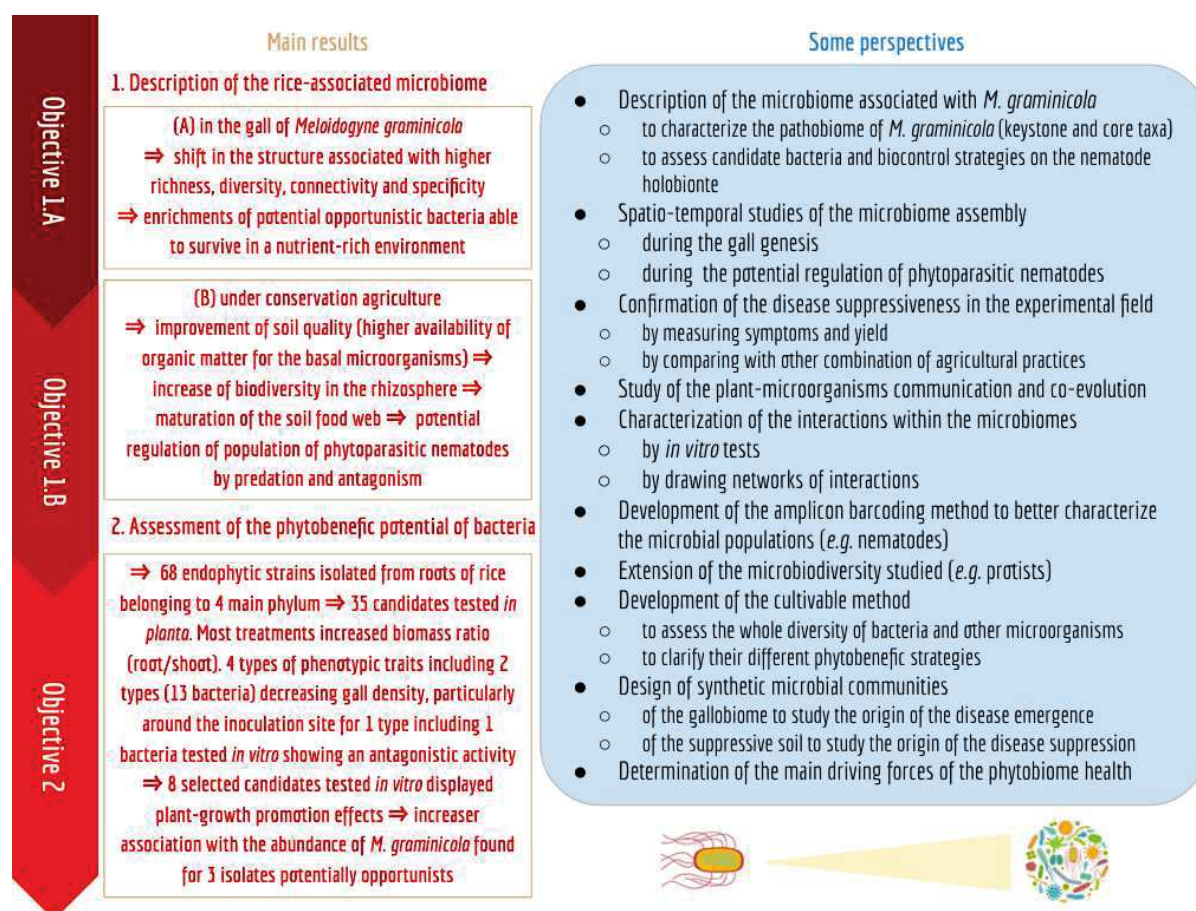 Objective 1.A
Objective 1.B
Objective 2
Main results
1. Description of the rice-associated microbiome
(A) in the gall of Meloidogyne graminicola
⇒ shift in the structure associated with higher
richness, diversity, connectivity and specificity
⇒ enrichments of potential opportunistic bacteria able
to survive in a nutrient-rich environment
(B) under conservation agriculture
⇒ improvement of soil quality (higher availability of
organic matter for the basal microorganisms) ⇒
increase of biodiversity in the rhizosphere ⇒
maturation of the soil food web ⇒ potential
regulation of population of phytoparasitic nematodes
by predation and antagonism
2. Assessment of the phytobenefic potential of bacteria
⇒ 68 endophytic strains isolated from roots of rice
belonging to 4 main phylum ⇒ 35 candidates tested in
planta. Most treatments increased biomass ratio
(root/shoot). 4 types of phenotypic traits including 2
types (13 bacteria) decreasing gall density, particularly
around the inoculation site for 1 type including 1
bacteria tested in vitro showing an antagonistic activity
⇒ 8 selected candidates tested in vitro displayed
plant-growth promotion effects ⇒ increaser
association with the abundance of M. graminicola found
for 3 isolates potentially opportunists
Some perspectives
● Description of the microbiome associated with M. graminicola
○ to characterize the pathobiome of M. graminicola (keystone and core taxa)
○ to assess candidate bacteria and biocontrol strategies on the nematode
holobionte
● Spatio-temporal studies of the microbiome assembly
○ during the gall genesis
○ during the potential regulation of phytoparasitic nematodes
● Confirmation of the disease suppressiveness in the experimental field
○ by measuring symptoms and yield
○ by comparing with other combination of agricultural practices
● Study of the plant-microorganisms communication and co-evolution
● Characterization of the interactions within the microbiomes
○ by in vitro tests
○ by drawing networks of interactions
● Development of the amplicon barcoding method to better characterize
the microbial populations (e.g. nematodes)
● Extension of the microbiodiversity studied (e.g. protists)
● Development of the cultivable method
○ to assess the whole diversity of bacteria and other microorganisms
○ to clarify their different phytobenefic strategies
● Design of synthetic microbial communities
○ of the gallobiome to study the origin of the disease emergence
○ of the suppressive soil to study the origin of the disease suppression
● Determination of the main driving forces of the phytobiome health